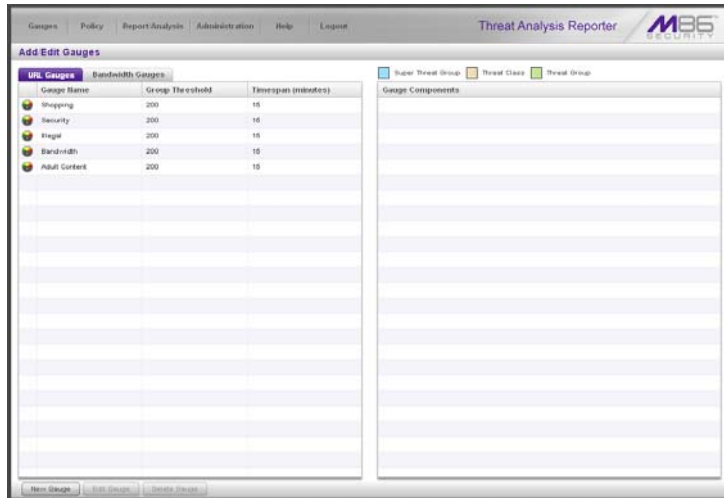 Gauges Policy Report/Analysis Administration Help Logout
Threat Analysis Reporter
M86 SECURITY
Add/Edit Gauges
URL Gauges Bandwidth Gauges
Super Threat Group Threat Class Threat Group
Gauge Name Group Threshold Timespan (minutes)
Gauge Components
Shopping 200 15
Security 200 15
Illegal 200 15
Bandwidth 200 15
Adult Content 200 15
New Gauge Edit Gauge Delete Gauge